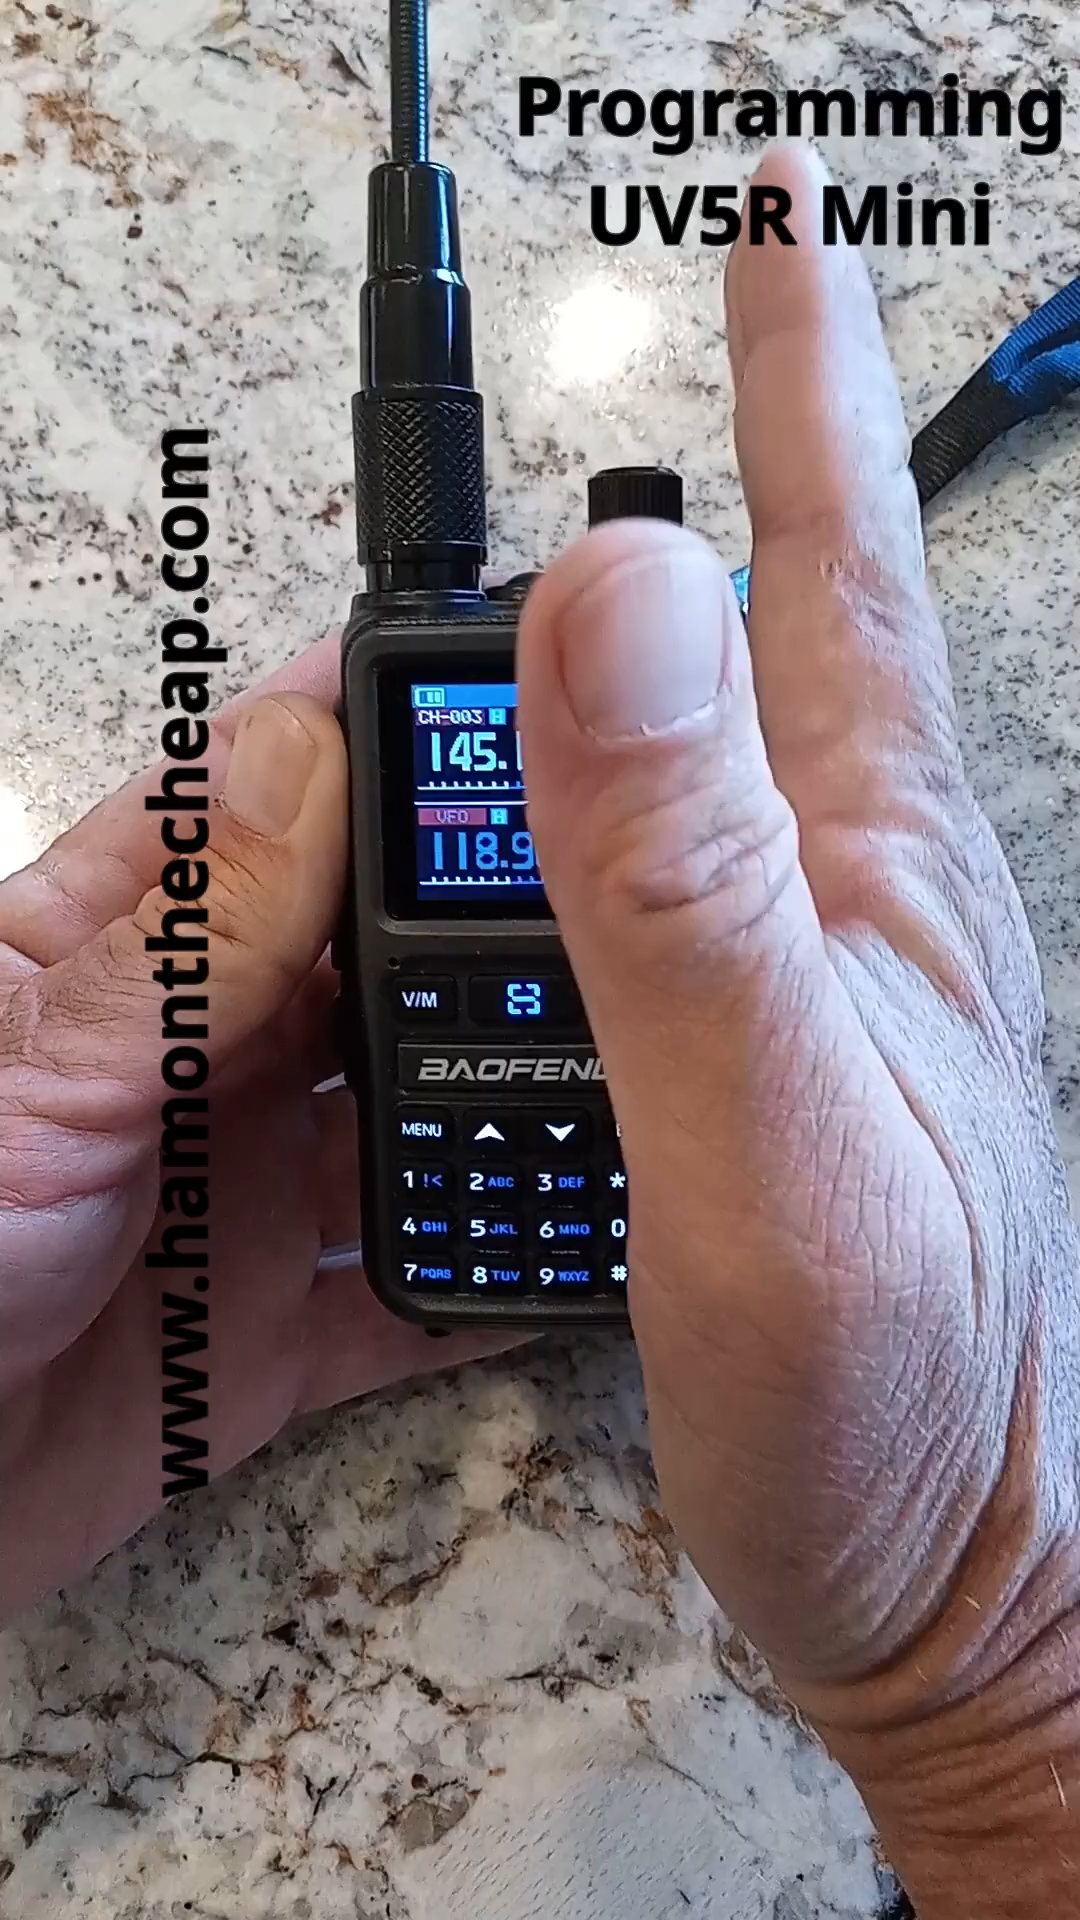 Programming
UV5R Mini
www.hamonthecheap.com
CH-003 H
145.
VFO H
118.9
V/M
BAOFENG
MENU
1 !< 2 ABC 3 DEF *
4 GHI 5 JKL 6 MNO 0
7 PQRS 8 TUV 9 WXYZ #